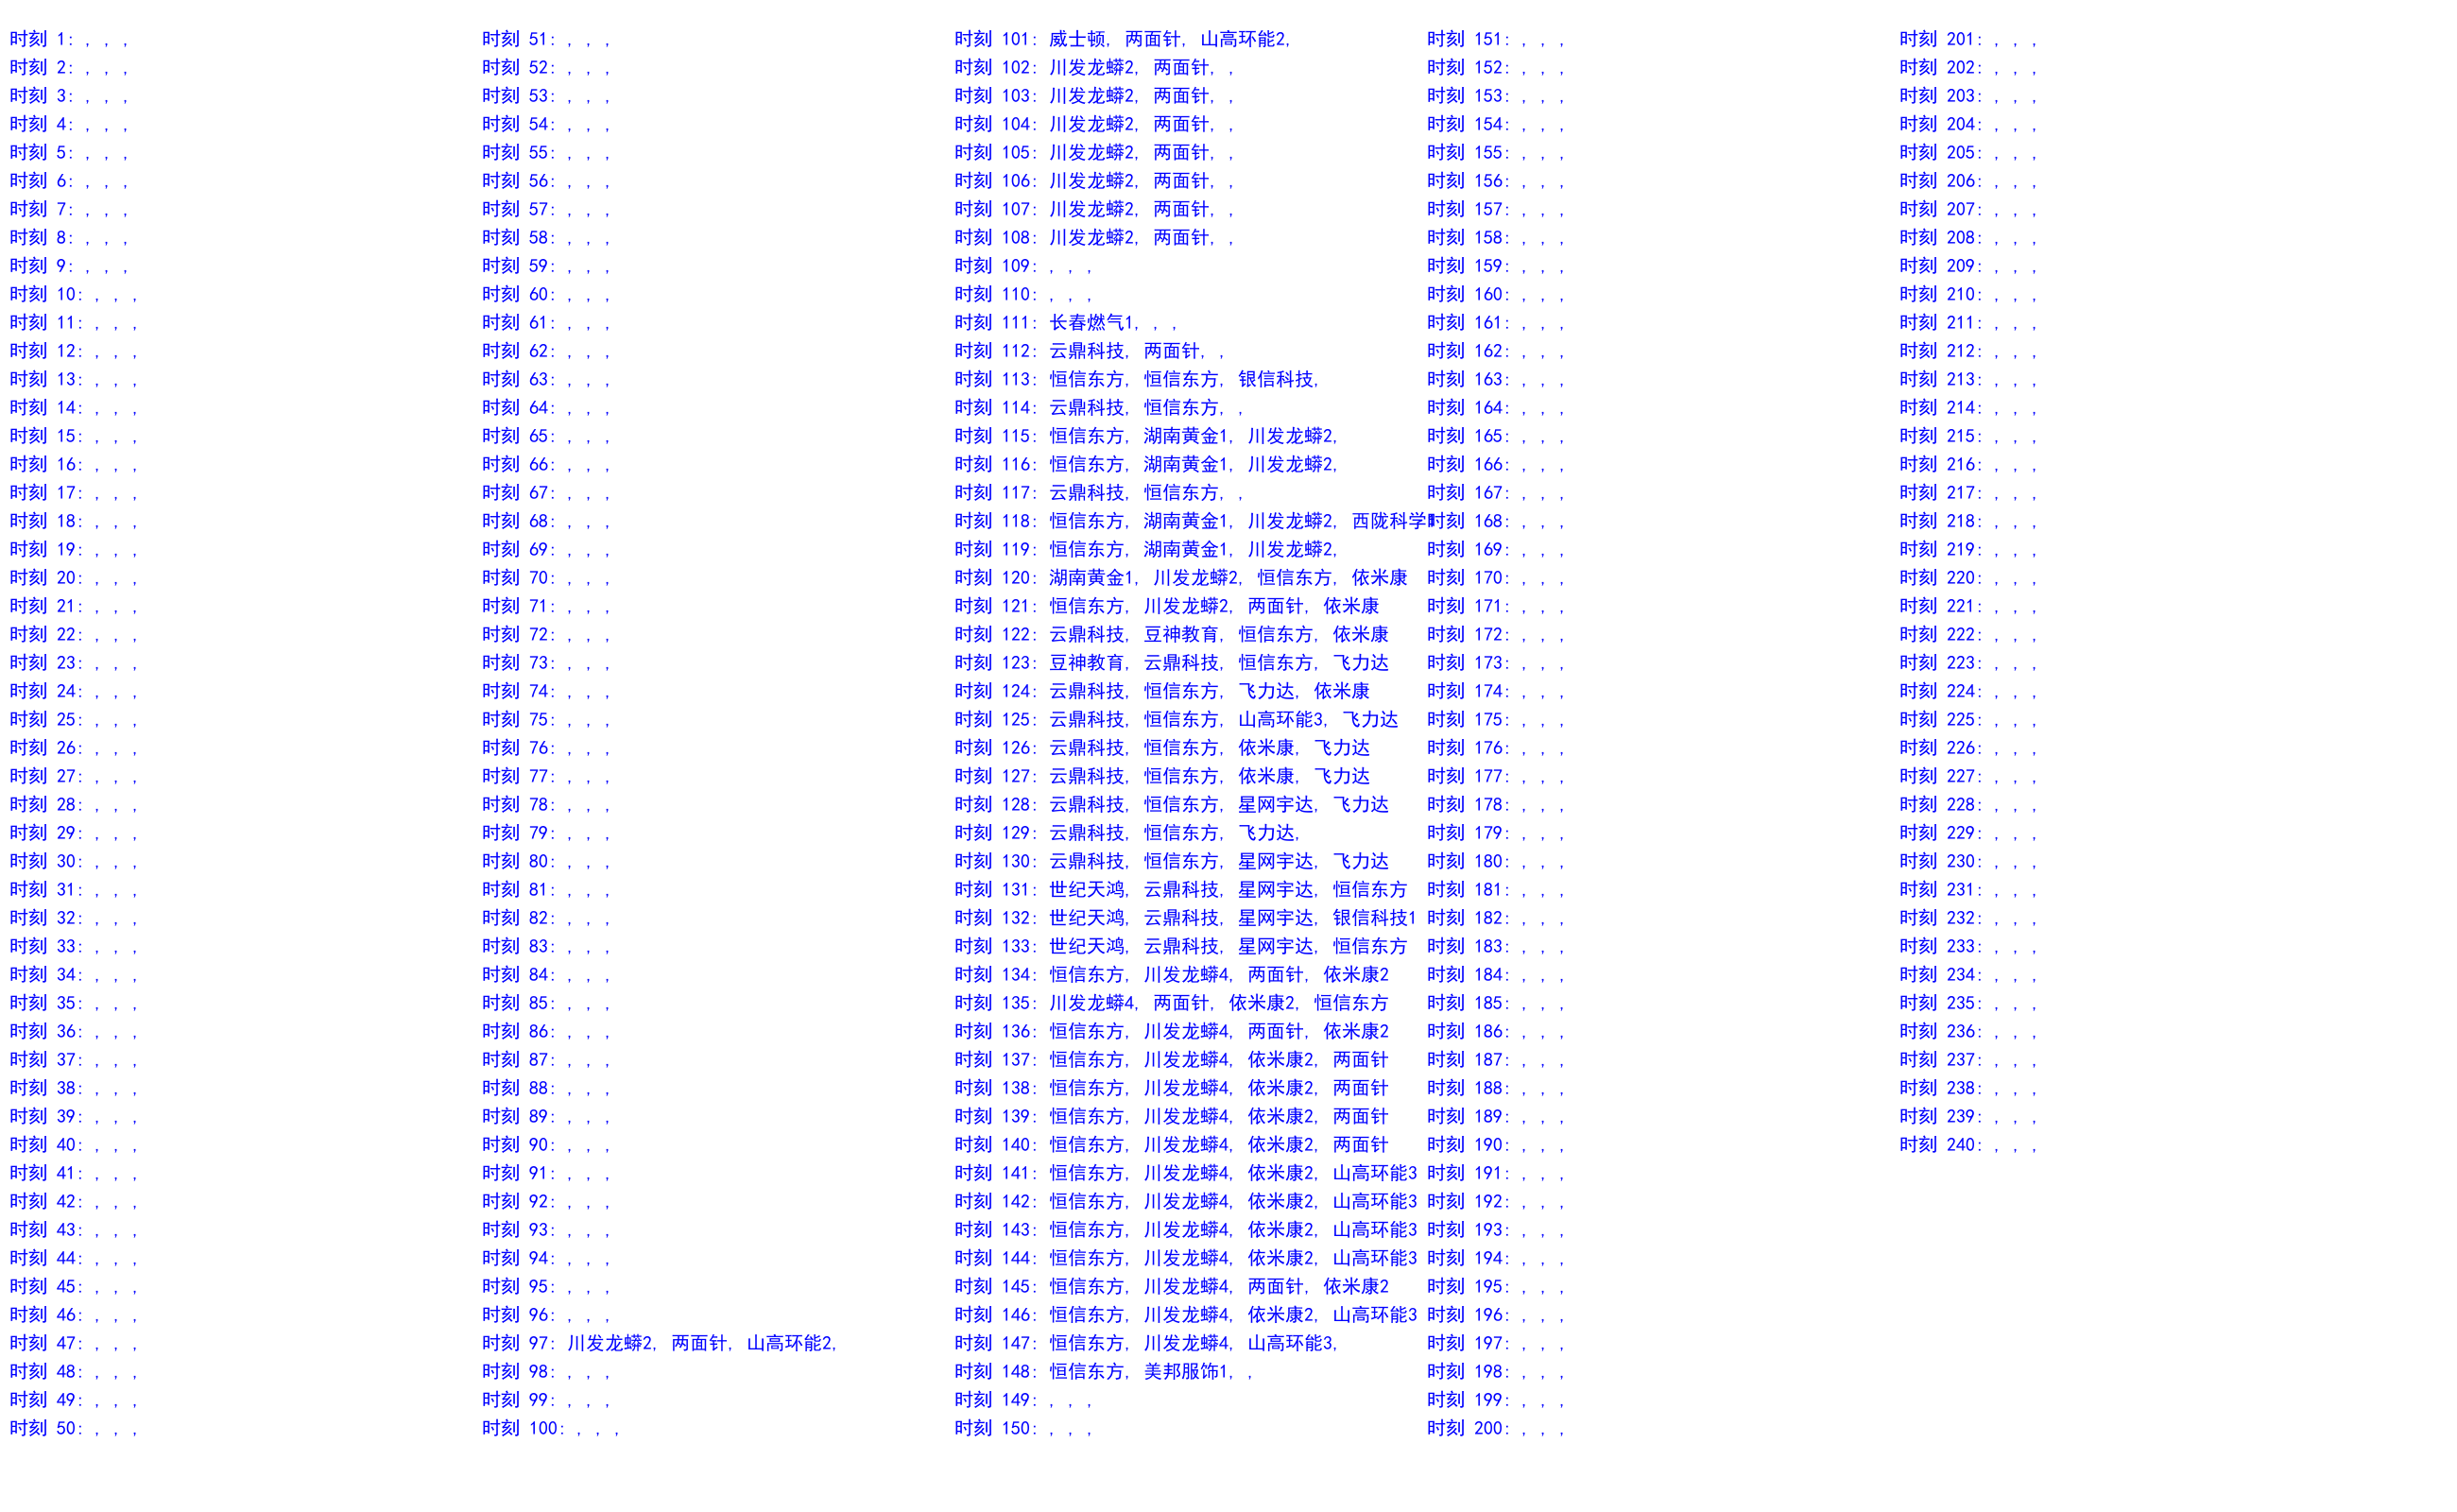 时刻 1: , , ,
时刻 2: , , ,
时刻 3: , , ,
时刻 4: , , ,
时刻 5: , , ,
时刻 6: , , ,
时刻 7: , , ,
时刻 8: , , ,
时刻 9: , , ,
时刻 10: , , ,
时刻 11: , , ,
时刻 12: , , ,
时刻 13: , , ,
时刻 14: , , ,
时刻 15: , , ,
时刻 16: , , ,
时刻 17: , , ,
时刻 18: , , ,
时刻 19: , , ,
时刻 20: , , ,
时刻 21: , , ,
时刻 22: , , ,
时刻 23: , , ,
时刻 24: , , ,
时刻 25: , , ,
时刻 26: , , ,
时刻 27: , , ,
时刻 28: , , ,
时刻 29: , , ,
时刻 30: , , ,
时刻 31: , , ,
时刻 32: , , ,
时刻 33: , , ,
时刻 34: , , ,
时刻 35: , , ,
时刻 36: , , ,
时刻 37: , , ,
时刻 38: , , ,
时刻 39: , , ,
时刻 40: , , ,
时刻 41: , , ,
时刻 42: , , ,
时刻 43: , , ,
时刻 44: , , ,
时刻 45: , , ,
时刻 46: , , ,
时刻 47: , , ,
时刻 48: , , ,
时刻 49: , , ,
时刻 50: , , ,
时刻 51: , , ,
时刻 52: , , ,
时刻 53: , , ,
时刻 54: , , ,
时刻 55: , , ,
时刻 56: , , ,
时刻 57: , , ,
时刻 58: , , ,
时刻 59: , , ,
时刻 60: , , ,
时刻 61: , , ,
时刻 62: , , ,
时刻 63: , , ,
时刻 64: , , ,
时刻 65: , , ,
时刻 66: , , ,
时刻 67: , , ,
时刻 68: , , ,
时刻 69: , , ,
时刻 70: , , ,
时刻 71: , , ,
时刻 72: , , ,
时刻 73: , , ,
时刻 74: , , ,
时刻 75: , , ,
时刻 76: , , ,
时刻 77: , , ,
时刻 78: , , ,
时刻 79: , , ,
时刻 80: , , ,
时刻 81: , , ,
时刻 82: , , ,
时刻 83: , , ,
时刻 84: , , ,
时刻 85: , , ,
时刻 86: , , ,
时刻 87: , , ,
时刻 88: , , ,
时刻 89: , , ,
时刻 90: , , ,
时刻 91: , , ,
时刻 92: , , ,
时刻 93: , , ,
时刻 94: , , ,
时刻 95: , , ,
时刻 96: , , ,
时刻 97: 川发龙蟒2, 两面针, 山高环能2,
时刻 98: , , ,
时刻 99: , , ,
时刻 100: , , ,
时刻 101: 威士顿, 两面针, 山高环能2,
时刻 102: 川发龙蟒2, 两面针, ,
时刻 103: 川发龙蟒2, 两面针, ,
时刻 104: 川发龙蟒2, 两面针, ,
时刻 105: 川发龙蟒2, 两面针, ,
时刻 106: 川发龙蟒2, 两面针, ,
时刻 107: 川发龙蟒2, 两面针, ,
时刻 108: 川发龙蟒2, 两面针, ,
时刻 109: , , ,
时刻 110: , , ,
时刻 111: 长春燃气1, , ,
时刻 112: 云鼎科技, 两面针, ,
时刻 113: 恒信东方, 恒信东方, 银信科技,
时刻 114: 云鼎科技, 恒信东方, ,
时刻 115: 恒信东方, 湖南黄金1, 川发龙蟒2,
时刻 116: 恒信东方, 湖南黄金1, 川发龙蟒2,
时刻 117: 云鼎科技, 恒信东方, ,
时刻 118: 恒信东方, 湖南黄金1, 川发龙蟒2, 西陇科学
时刻 119: 恒信东方, 湖南黄金1, 川发龙蟒2,
时刻 120: 湖南黄金1, 川发龙蟒2, 恒信东方, 依米康
时刻 121: 恒信东方, 川发龙蟒2, 两面针, 依米康
时刻 122: 云鼎科技, 豆神教育, 恒信东方, 依米康
时刻 123: 豆神教育, 云鼎科技, 恒信东方, 飞力达
时刻 124: 云鼎科技, 恒信东方, 飞力达, 依米康
时刻 125: 云鼎科技, 恒信东方, 山高环能3, 飞力达
时刻 126: 云鼎科技, 恒信东方, 依米康, 飞力达
时刻 127: 云鼎科技, 恒信东方, 依米康, 飞力达
时刻 128: 云鼎科技, 恒信东方, 星网宇达, 飞力达
时刻 129: 云鼎科技, 恒信东方, 飞力达,
时刻 130: 云鼎科技, 恒信东方, 星网宇达, 飞力达
时刻 131: 世纪天鸿, 云鼎科技, 星网宇达, 恒信东方
时刻 132: 世纪天鸿, 云鼎科技, 星网宇达, 银信科技1
时刻 133: 世纪天鸿, 云鼎科技, 星网宇达, 恒信东方
时刻 134: 恒信东方, 川发龙蟒4, 两面针, 依米康2
时刻 135: 川发龙蟒4, 两面针, 依米康2, 恒信东方
时刻 136: 恒信东方, 川发龙蟒4, 两面针, 依米康2
时刻 137: 恒信东方, 川发龙蟒4, 依米康2, 两面针
时刻 138: 恒信东方, 川发龙蟒4, 依米康2, 两面针
时刻 139: 恒信东方, 川发龙蟒4, 依米康2, 两面针
时刻 140: 恒信东方, 川发龙蟒4, 依米康2, 两面针
时刻 141: 恒信东方, 川发龙蟒4, 依米康2, 山高环能3
时刻 142: 恒信东方, 川发龙蟒4, 依米康2, 山高环能3
时刻 143: 恒信东方, 川发龙蟒4, 依米康2, 山高环能3
时刻 144: 恒信东方, 川发龙蟒4, 依米康2, 山高环能3
时刻 145: 恒信东方, 川发龙蟒4, 两面针, 依米康2
时刻 146: 恒信东方, 川发龙蟒4, 依米康2, 山高环能3
时刻 147: 恒信东方, 川发龙蟒4, 山高环能3,
时刻 148: 恒信东方, 美邦服饰1, ,
时刻 149: , , ,
时刻 150: , , ,
时刻 151: , , ,
时刻 152: , , ,
时刻 153: , , ,
时刻 154: , , ,
时刻 155: , , ,
时刻 156: , , ,
时刻 157: , , ,
时刻 158: , , ,
时刻 159: , , ,
时刻 160: , , ,
时刻 161: , , ,
时刻 162: , , ,
时刻 163: , , ,
时刻 164: , , ,
时刻 165: , , ,
时刻 166: , , ,
时刻 167: , , ,
时刻 168: , , ,
时刻 169: , , ,
时刻 170: , , ,
时刻 171: , , ,
时刻 172: , , ,
时刻 173: , , ,
时刻 174: , , ,
时刻 175: , , ,
时刻 176: , , ,
时刻 177: , , ,
时刻 178: , , ,
时刻 179: , , ,
时刻 180: , , ,
时刻 181: , , ,
时刻 182: , , ,
时刻 183: , , ,
时刻 184: , , ,
时刻 185: , , ,
时刻 186: , , ,
时刻 187: , , ,
时刻 188: , , ,
时刻 189: , , ,
时刻 190: , , ,
时刻 191: , , ,
时刻 192: , , ,
时刻 193: , , ,
时刻 194: , , ,
时刻 195: , , ,
时刻 196: , , ,
时刻 197: , , ,
时刻 198: , , ,
时刻 199: , , ,
时刻 200: , , ,
时刻 201: , , ,
时刻 202: , , ,
时刻 203: , , ,
时刻 204: , , ,
时刻 205: , , ,
时刻 206: , , ,
时刻 207: , , ,
时刻 208: , , ,
时刻 209: , , ,
时刻 210: , , ,
时刻 211: , , ,
时刻 212: , , ,
时刻 213: , , ,
时刻 214: , , ,
时刻 215: , , ,
时刻 216: , , ,
时刻 217: , , ,
时刻 218: , , ,
时刻 219: , , ,
时刻 220: , , ,
时刻 221: , , ,
时刻 222: , , ,
时刻 223: , , ,
时刻 224: , , ,
时刻 225: , , ,
时刻 226: , , ,
时刻 227: , , ,
时刻 228: , , ,
时刻 229: , , ,
时刻 230: , , ,
时刻 231: , , ,
时刻 232: , , ,
时刻 233: , , ,
时刻 234: , , ,
时刻 235: , , ,
时刻 236: , , ,
时刻 237: , , ,
时刻 238: , , ,
时刻 239: , , ,
时刻 240: , , ,